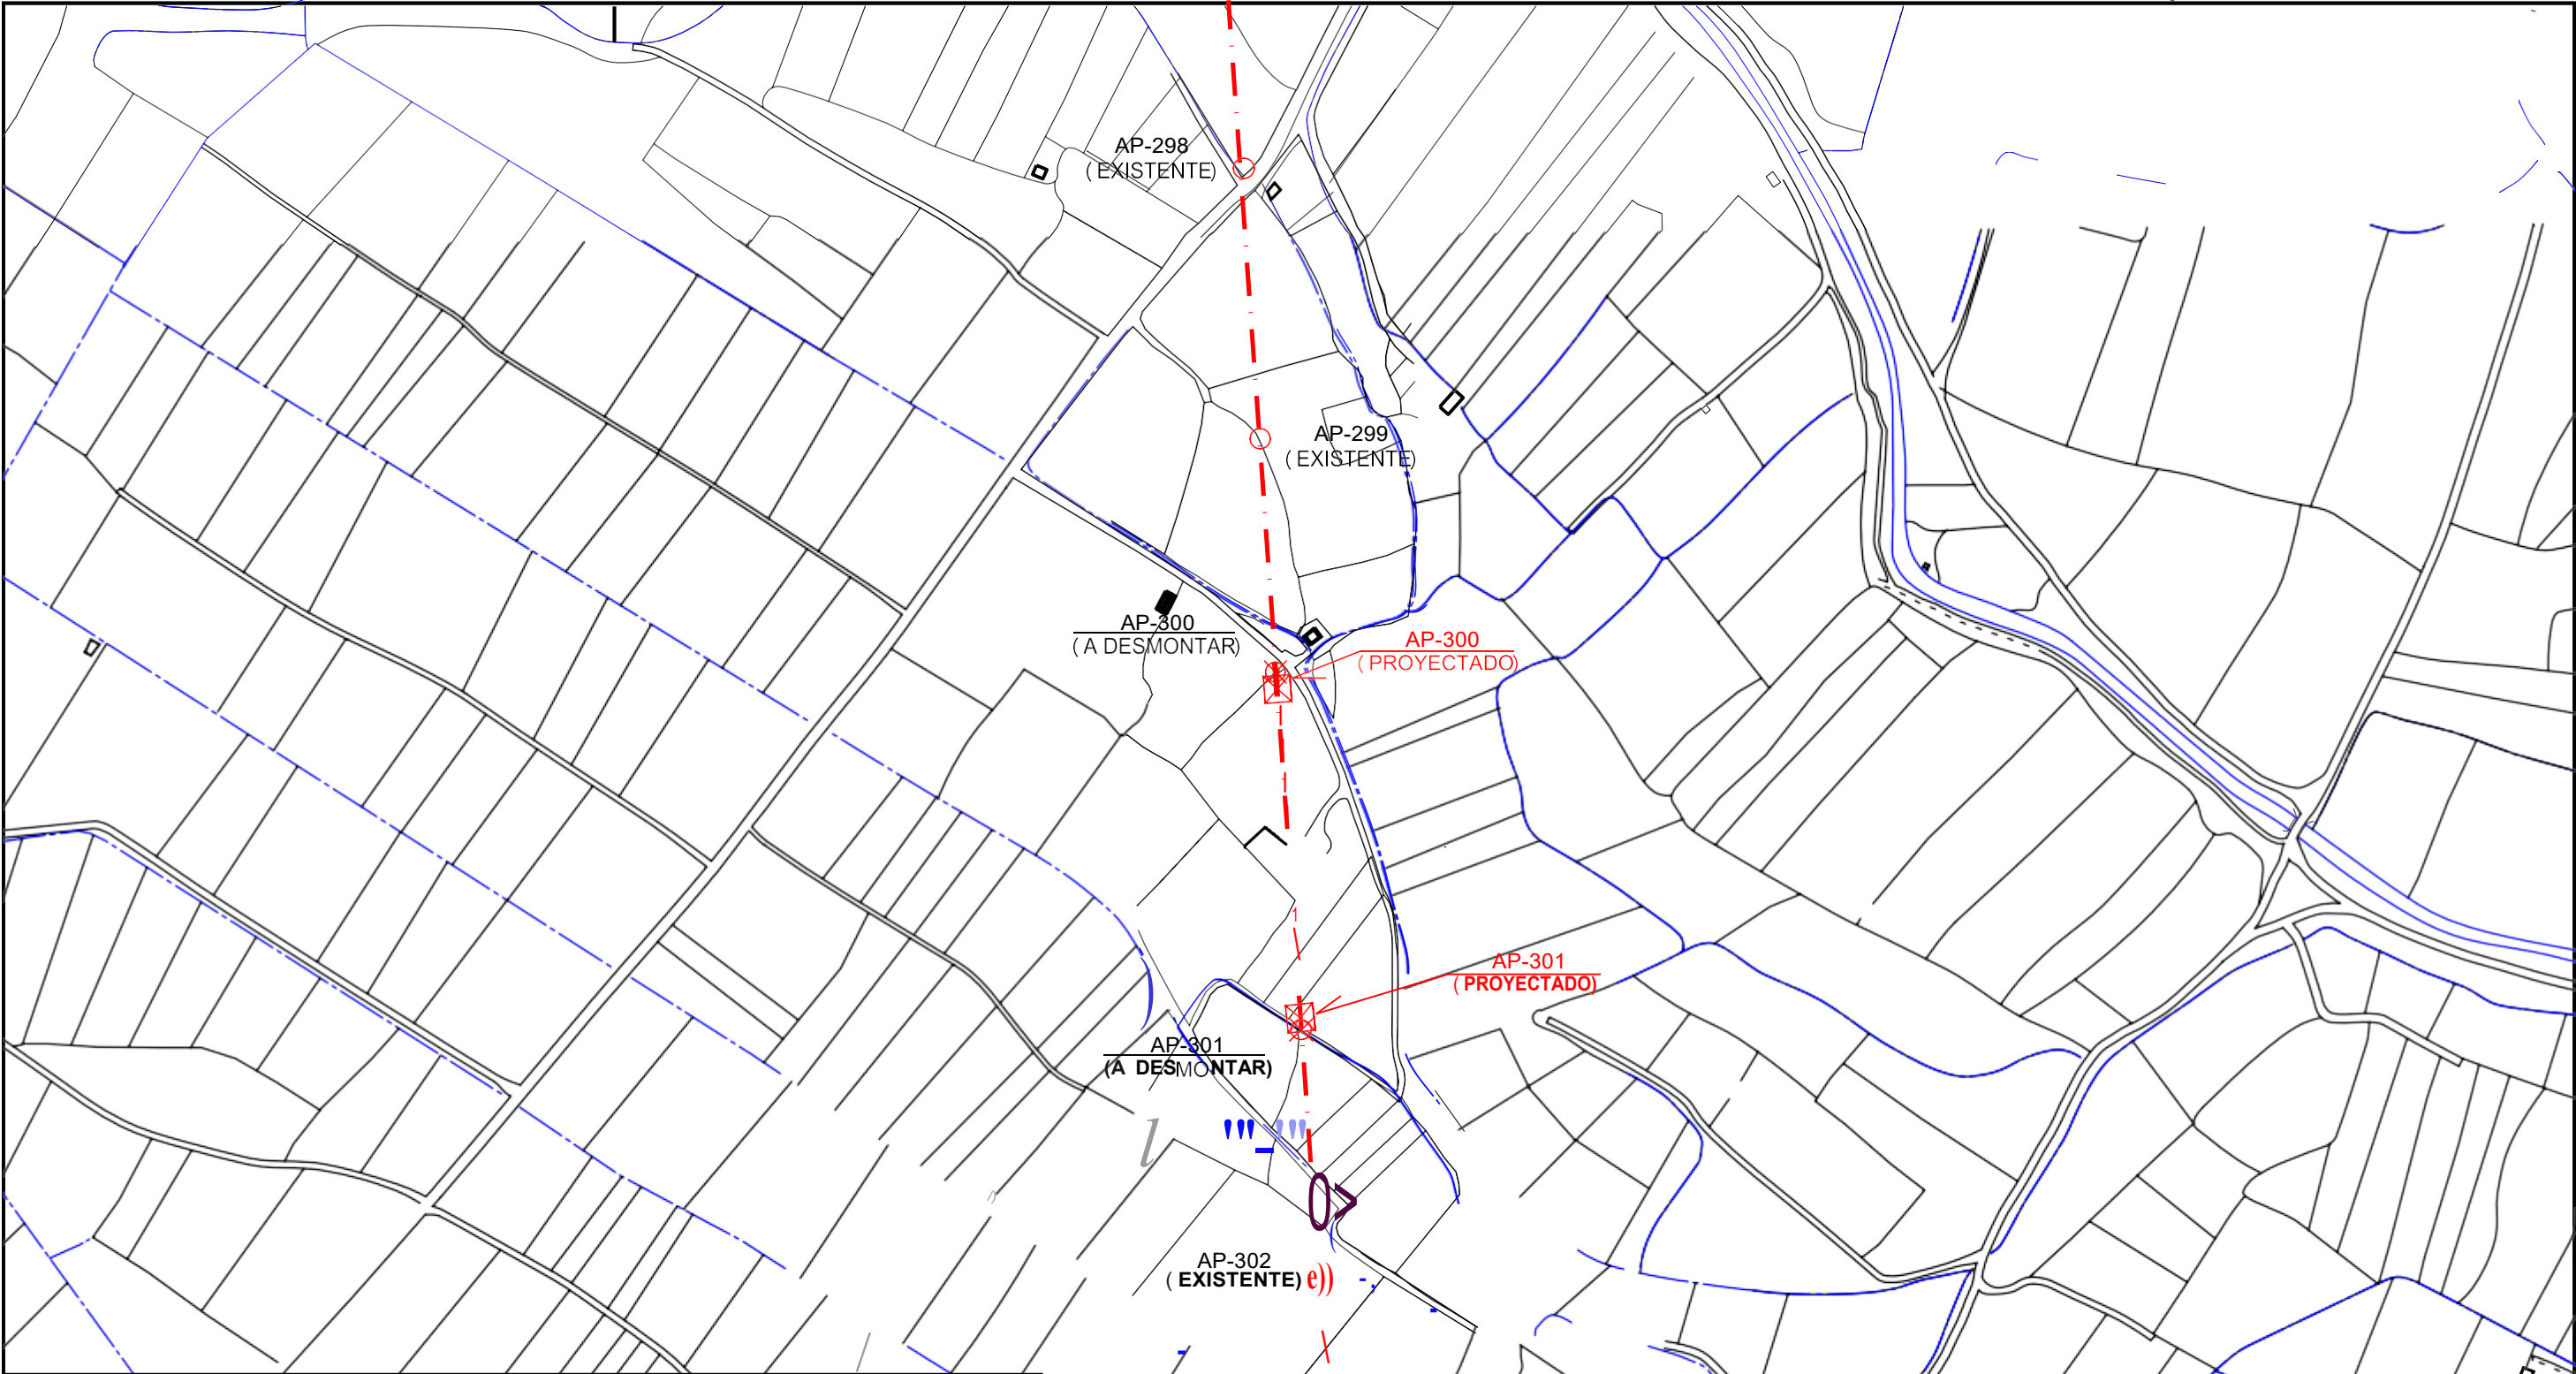 AP-298
( EXISTENTE)
AP-299
( EXISTENTE)
AP-300
( A DESMONTAR)
AP-300
( PROYECTADO)
AP-301
( PROYECTADO)
AP-301
(A DESMONTAR)
AP-302
( EXISTENTE) e))